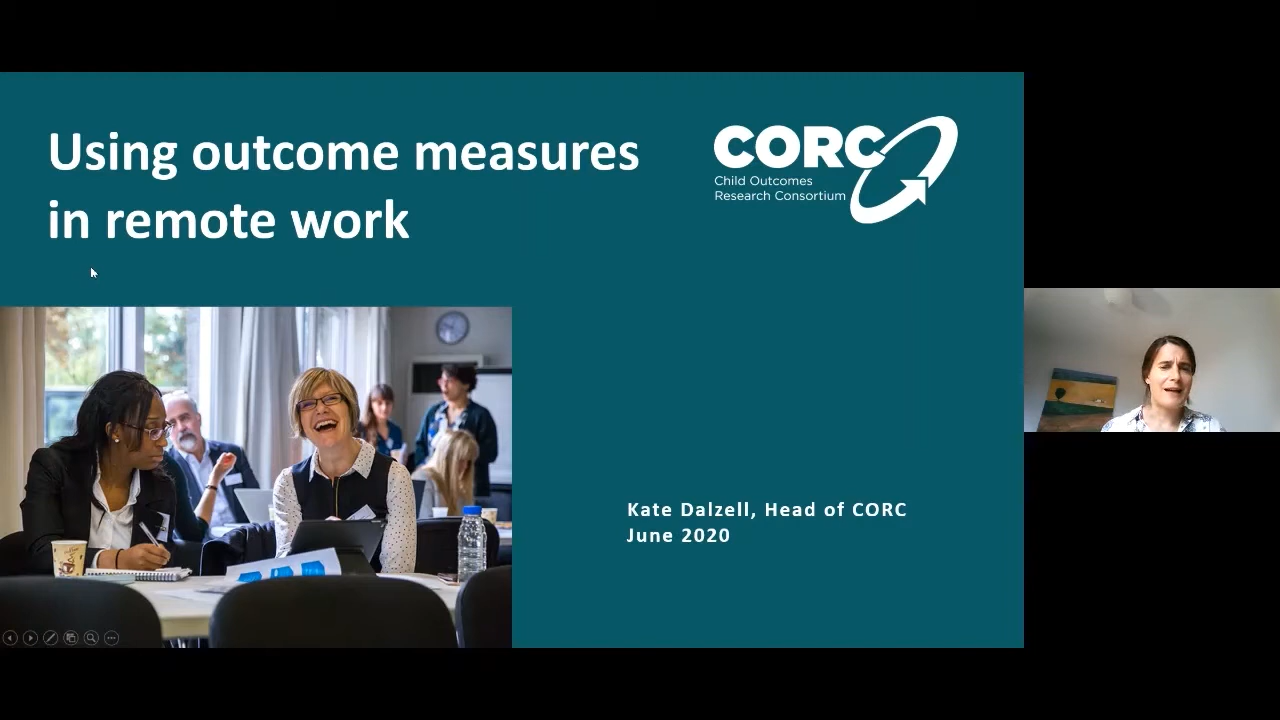 Using outcome measures
in remote work
CORC
Child Outcomes
Research Consortium
Kate Dalzell, Head of CORC
June 2020